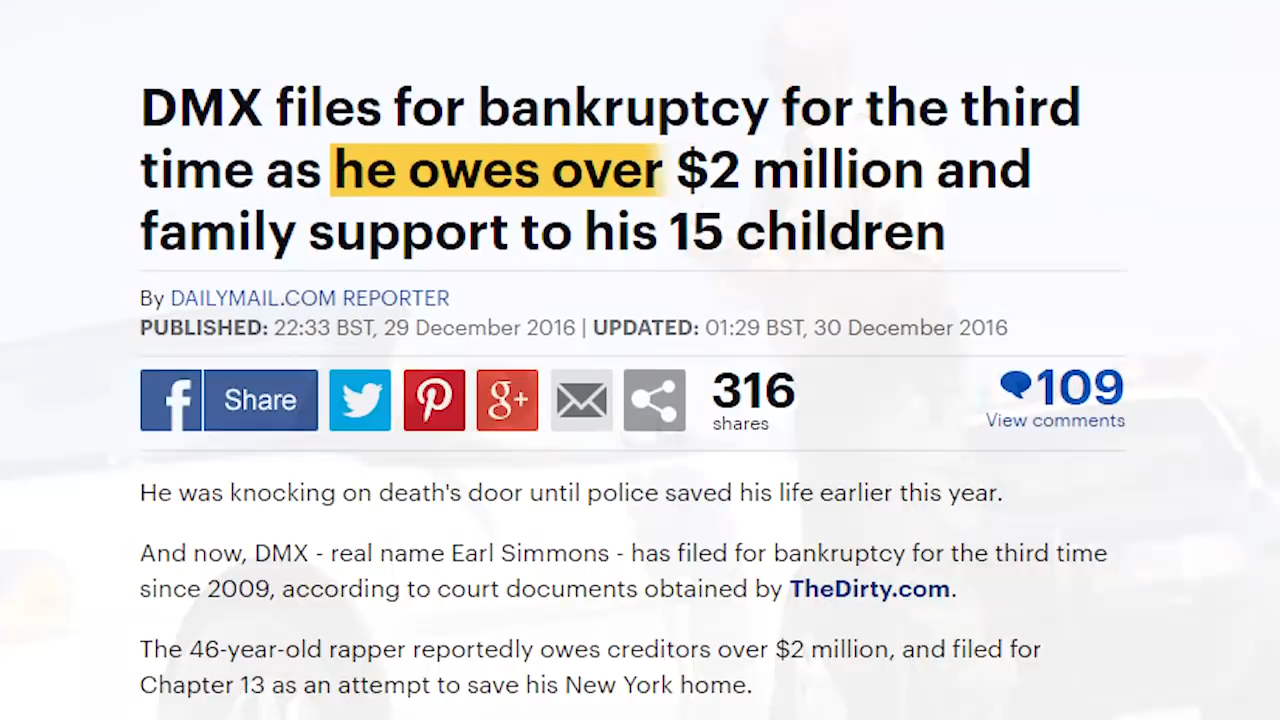 DMX files for bankruptcy for the third
time as he owes over $2 million and
family support to his 15 children
By DAILYMAIL.COM REPORTER
PUBLISHED: 22:33 BST, 29 December 2016 | UPDATED: 01:29 BST, 30 December 2016
f Share g+ 316 109
shares View comments
He was knocking on death's door until police saved his life earlier this year.
And now, DMX - real name Earl Simmons - has filed for bankruptcy for the third time
since 2009, according to court documents obtained by TheDirty.com.
The 46-year-old rapper reportedly owes creditors over $2 million, and filed for
Chapter 13 as an attempt to save his New York home.